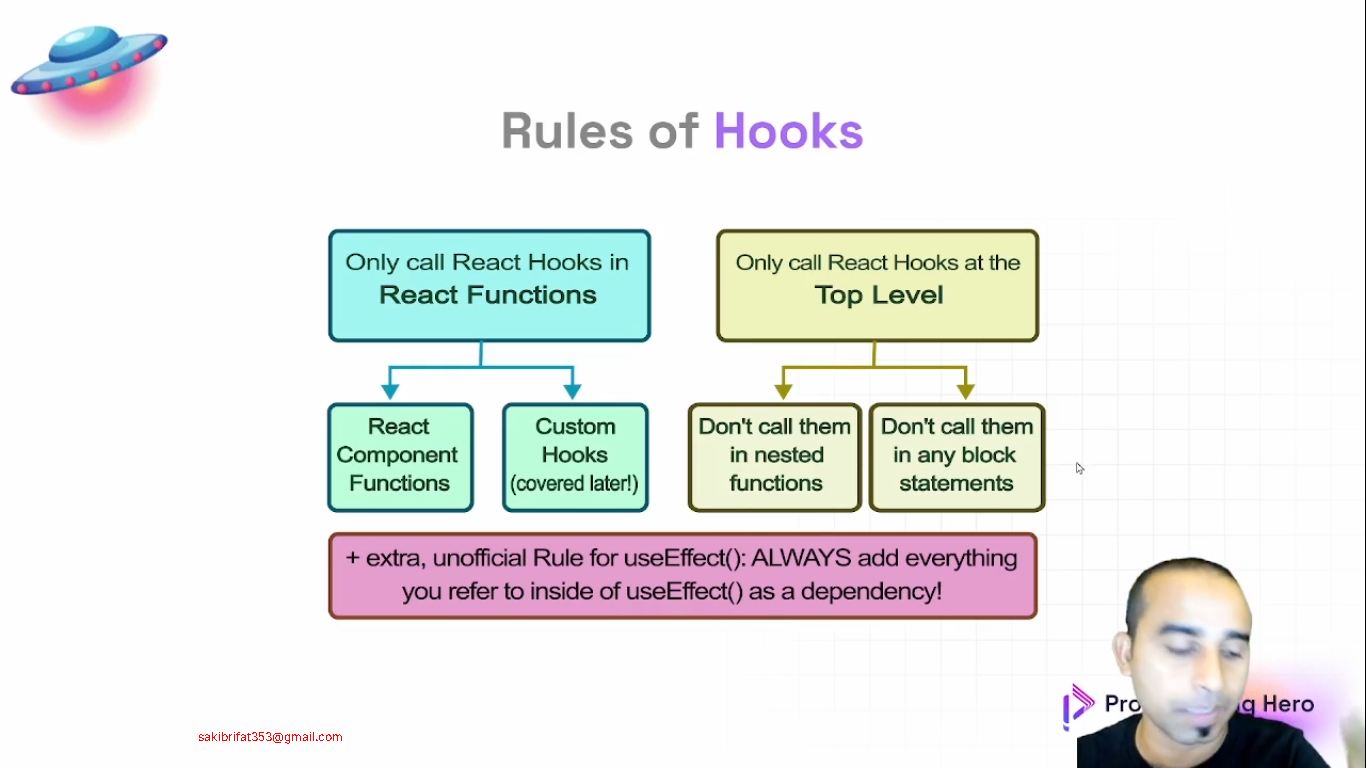 Rules of Hooks
Only call React Hooks in
React Functions
Only call React Hooks at the
Top Level
React
Component
Functions
Custom
Hooks
(covered later!)
Don't call them
in nested
functions
Don't call them
in any block
statements
+ extra, unofficial Rule for useEffect(): ALWAYS add everything
you refer to inside of useEffect() as a dependency!
Hero
sakibrifat353@gmail.com